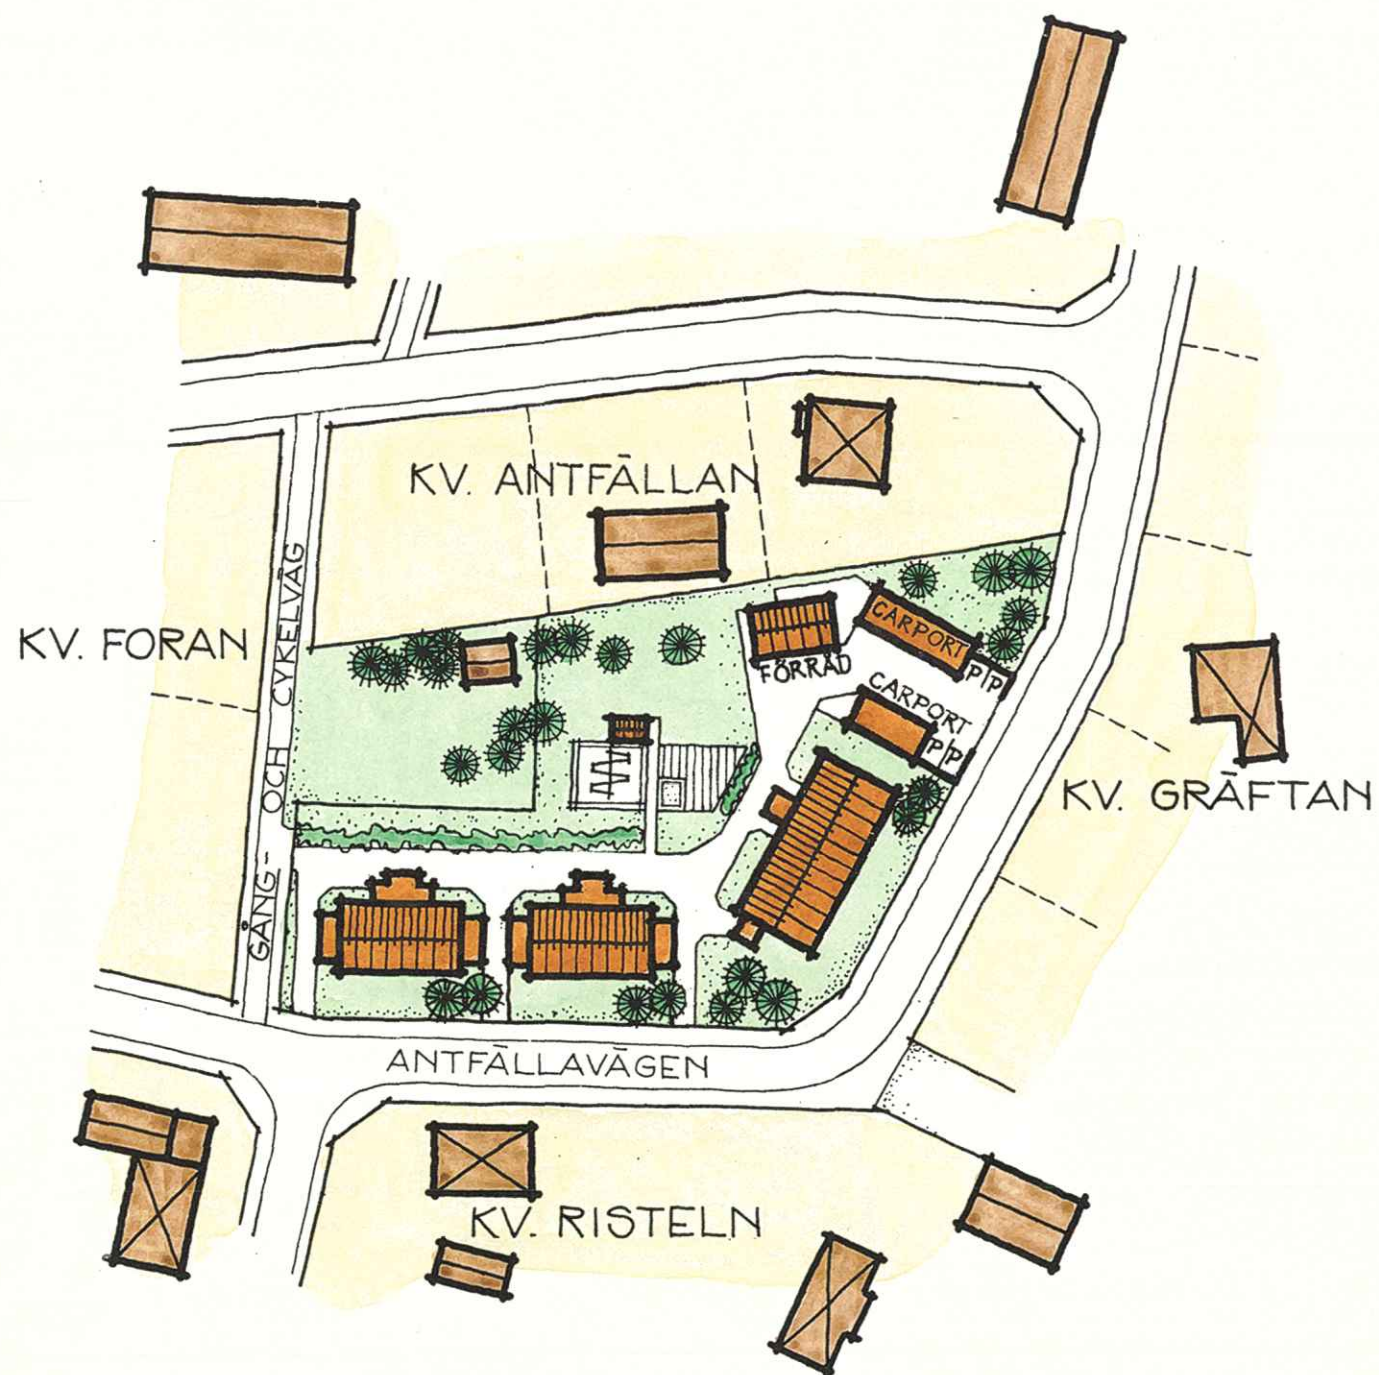 KV. ANTFÄLLAN
KV. FORAN
GÅNG- OCH CYKELVÄG
CARPORT
P P
FÖRRÅD
CARPORT
P P
KV. GRÄFTAN
ANTFÄLLAVÄGEN
KV. RISTELN